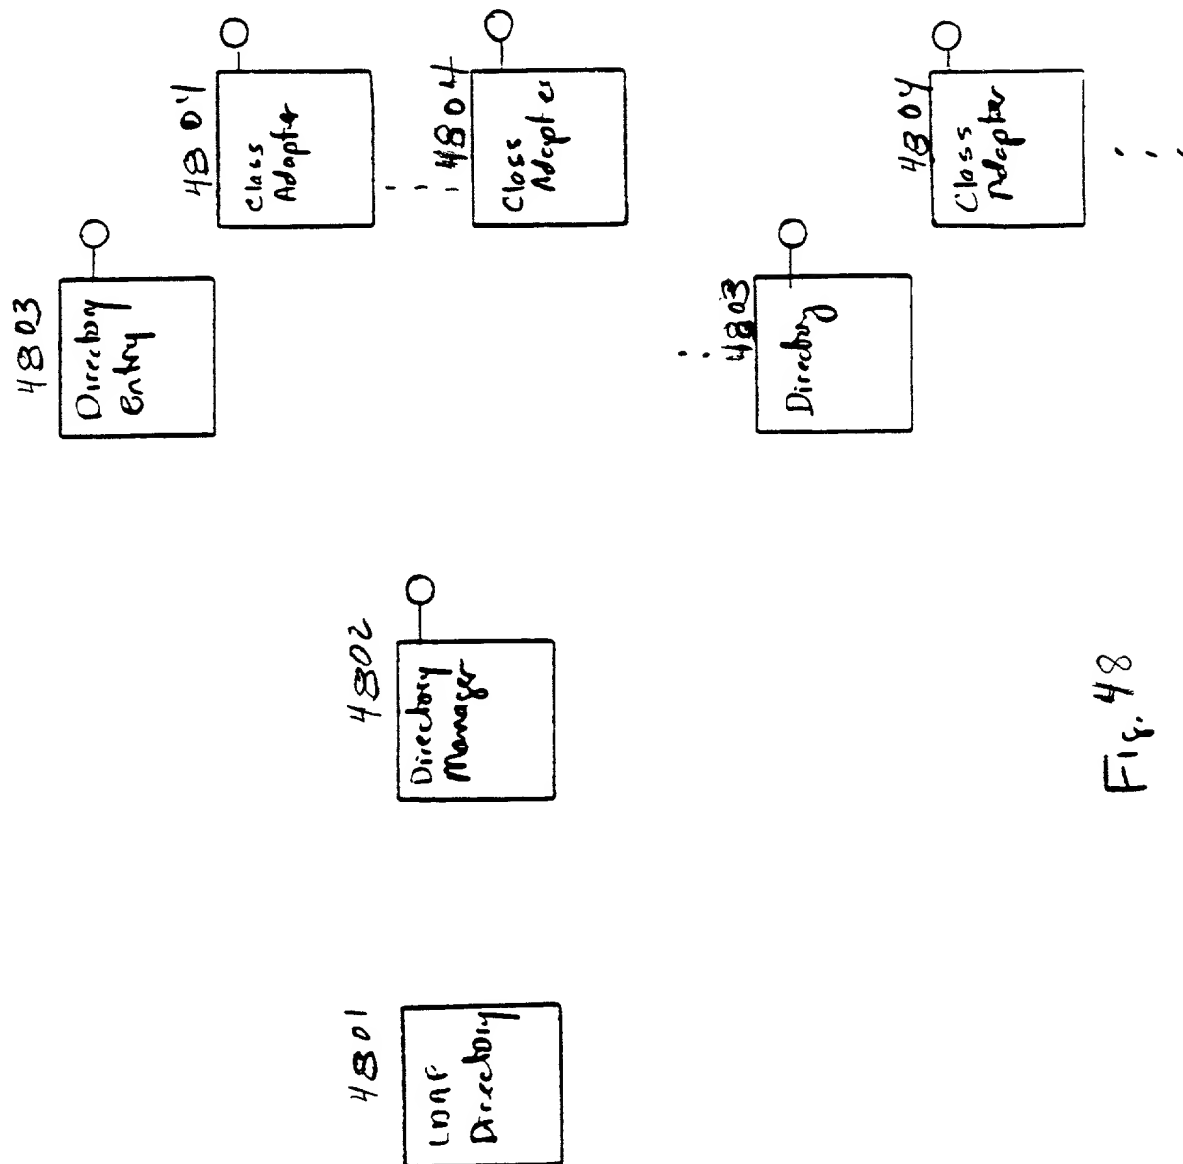 4803
Directory
Entry
4804
Class
Adapter
4801
LDAP
Directory
4802
Directory
Manager
4804
Class
Adapter
4803
Directory
4804
Class
Adapter
Fig. 48